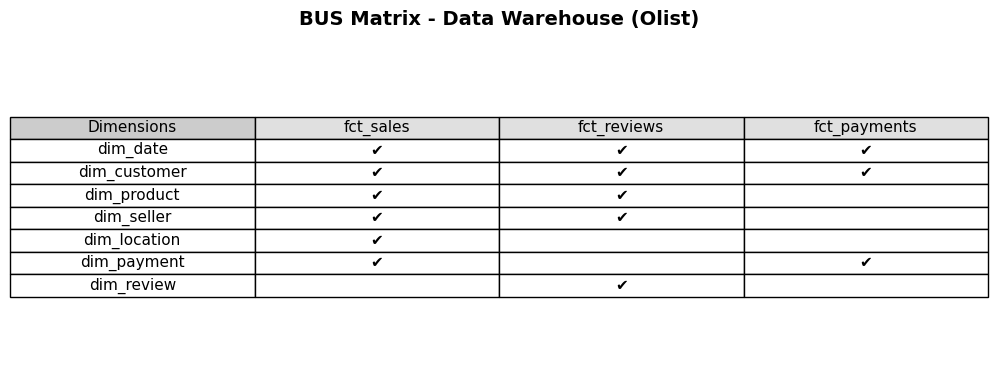 BUS Matrix - Data Warehouse (Olist)
Dimensions fct_sales fct_reviews fct_payments
dim_date ✔ ✔ ✔
dim_customer ✔ ✔ ✔
dim_product ✔ ✔
dim_seller ✔ ✔
dim_location ✔
dim_payment ✔ ✔
dim_review ✔